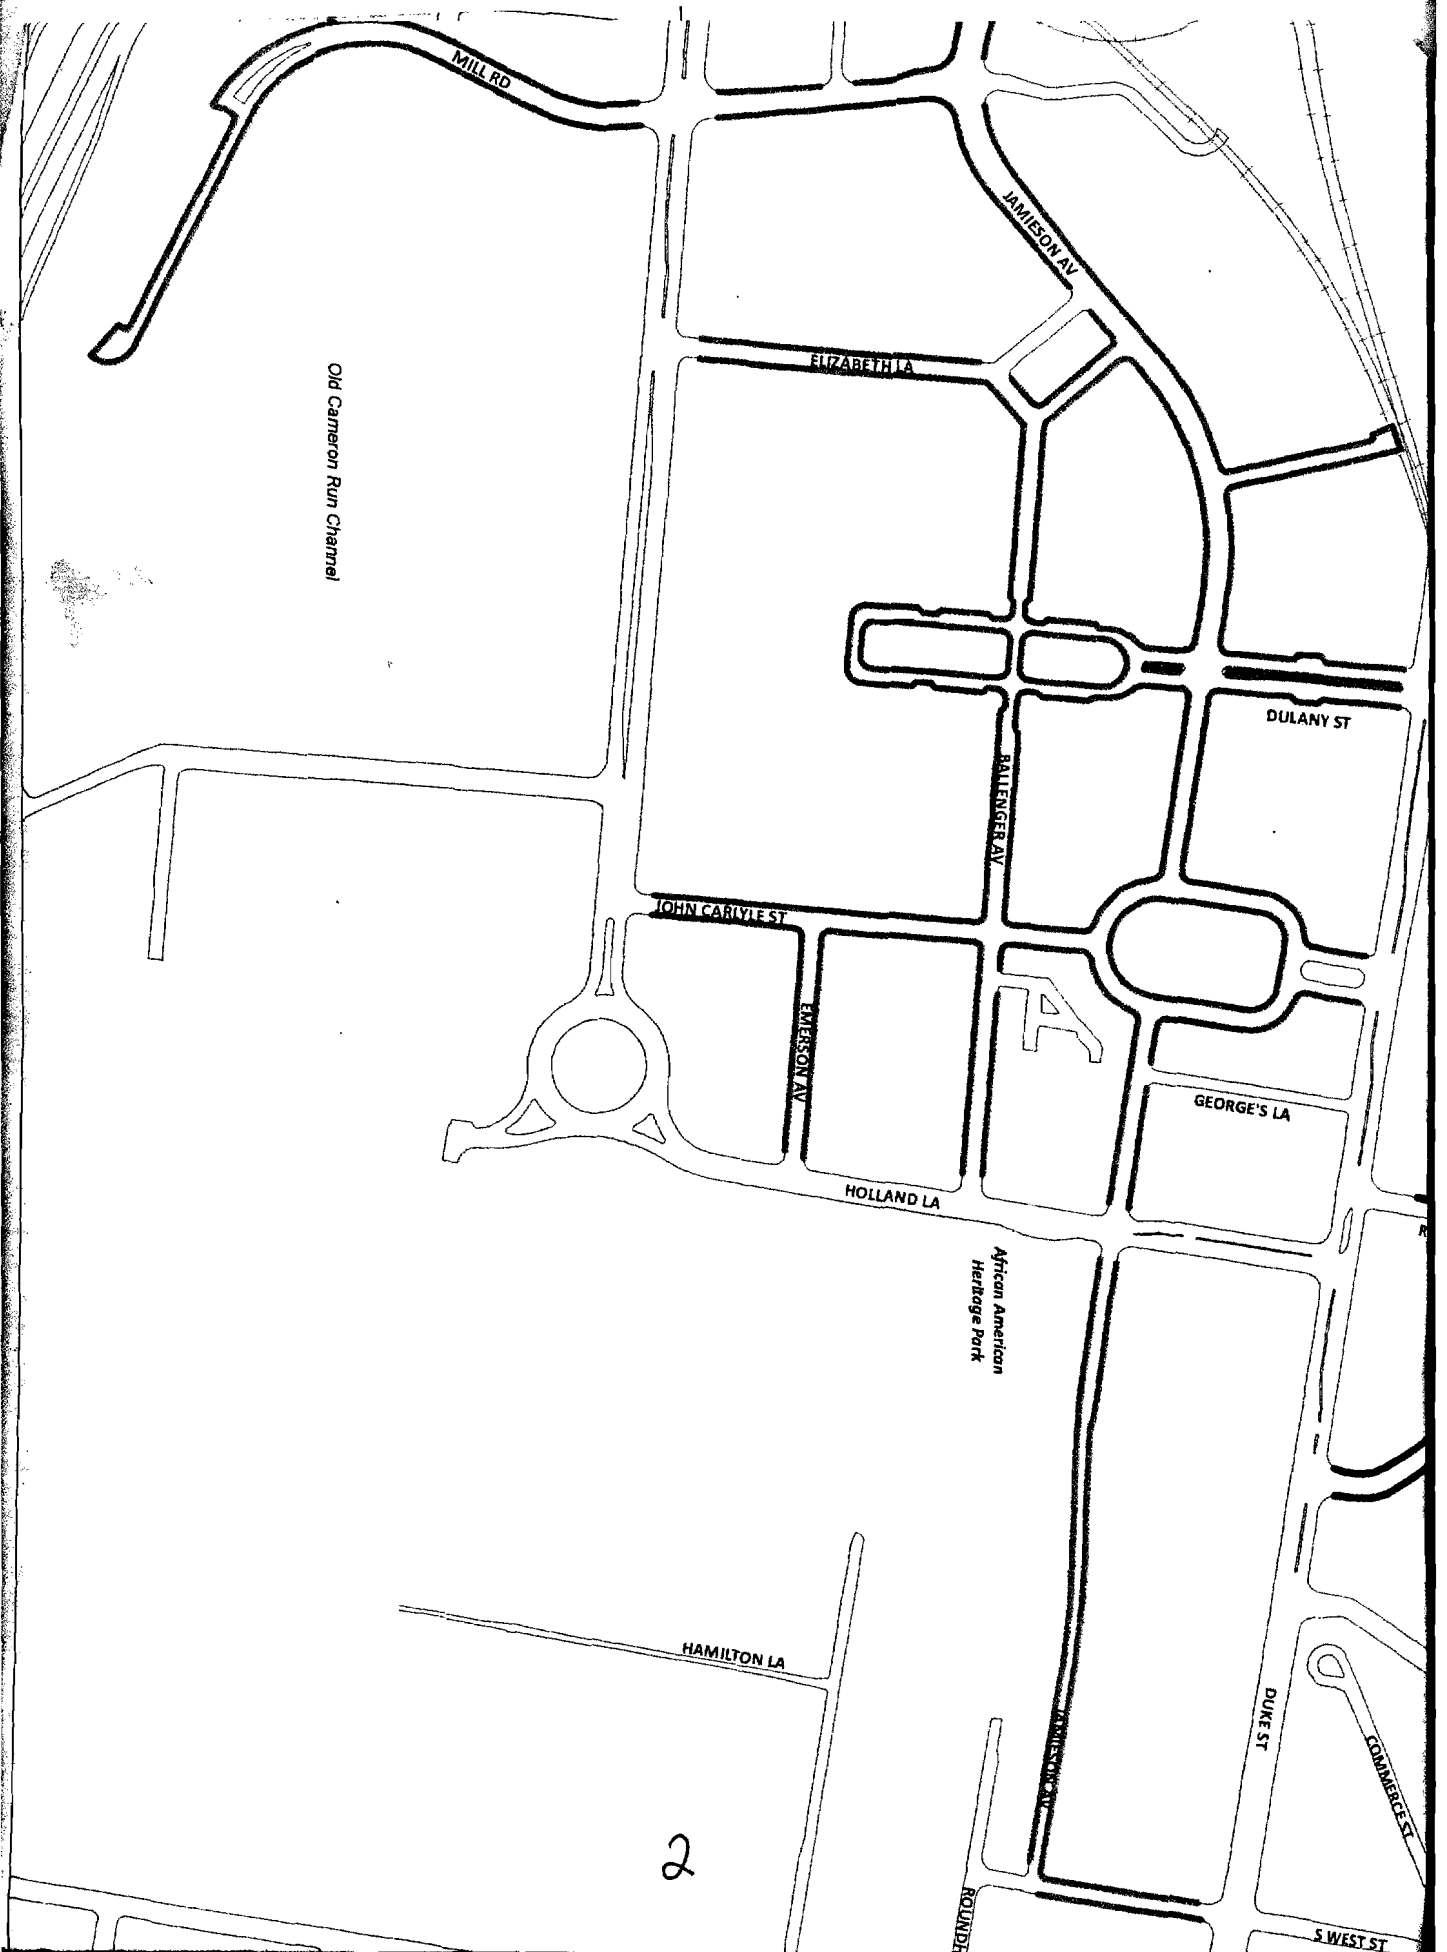 MILL RD
JAMIESON AV
ELIZABETH LA
Old Cameron Run Channel
DULANY ST
BALLENGER AV
JOHN CARLYLE ST
EMERSON AV
GEORGE'S LA
HOLLAND LA
African American
Heritage Park
HAMILTON LA
DUKE ST
COMMERCE ST
JAMIESON AV
2
S WEST ST